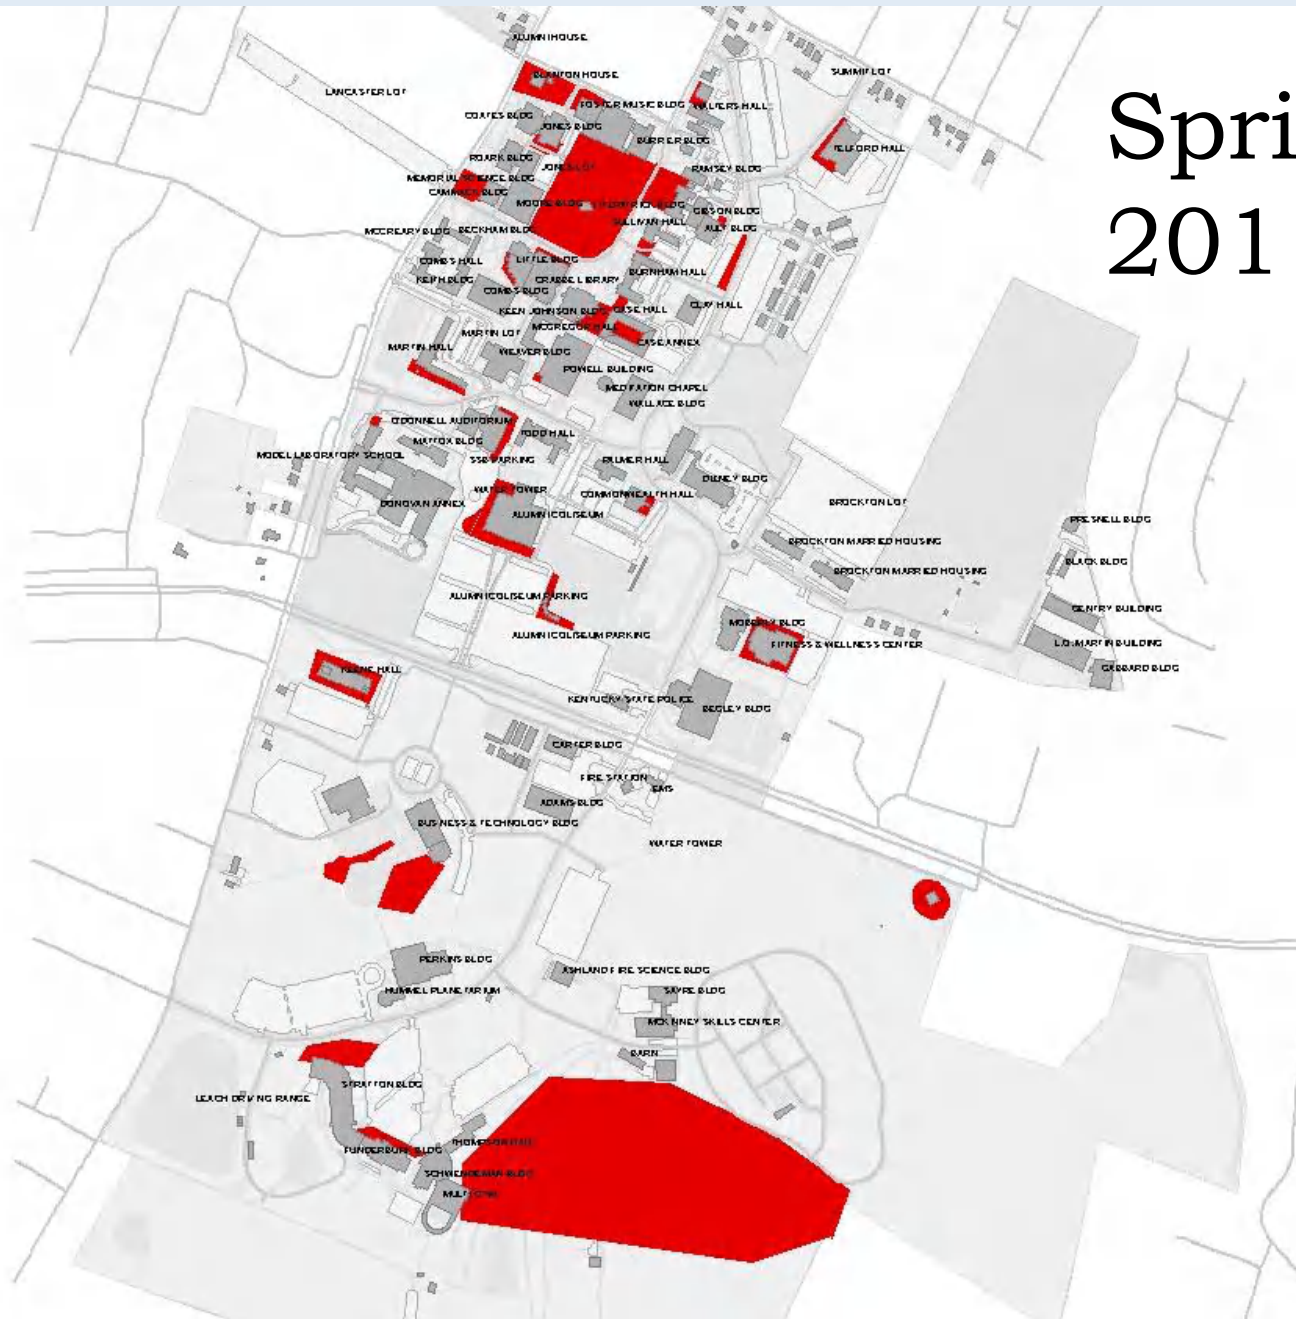 Spri
201
ALUMNI HOUSE
BLANTON HOUSE
SUMMIT LOT
LANCASTER LOT
FOSTER MUSIC BLDG
WALTERS HALL
COATES BLDG
JONES BLDG
BURRIER BLDG
TELFORD HALL
ROARK BLDG
JONES LOT
RAMSEY BLDG
MEMORIAL SCIENCE BLDG
CAMMACK BLDG
MOORE BLDG
FITZPATRICK BLDG
GIBSON BLDG
SULLIVAN HALL
AULT BLDG
MCCREARY BLDG
BECKHAM BLDG
COMBS HALL
LITTLE BLDG
BURNHAM HALL
KEITH BLDG
CRABBE LIBRARY
COMBS BLDG
CLAY HALL
KEEN JOHNSON BLDG
CASE HALL
MCGREGOR HALL
MARTIN LOT
CASE ANNEX
MARTIN HALL
WEAVER BLDG
POWELL BUILDING
MEDITATION CHAPEL
WALLACE BLDG
O'DONNELL AUDITORIUM
MATTOX BLDG
TODD HALL
MODEL LABORATORY SCHOOL
SSB PARKING
PALMER HALL
DUPREE BLDG
WATER TOWER
COMMONWEALTH HALL
DONOVAN ANNEX
ALUMNI COLISEUM
BROCKTON LOT
PRESNELL BLDG
BROCKTON MARRIED HOUSING
BLACK BLDG
BROCKTON MARRIED HOUSING
ALUMNI COLISEUM PARKING
GENTRY BUILDING
MOBERLY BLDG
ALUMNI COLISEUM PARKING
FITNESS & WELLNESS CENTER
L.G. MARTIN BUILDING
KEENE HALL
GABBARD BLDG
KENTUCKY STATE POLICE
BEGLEY BLDG
CARTER BLDG
FIRE STATION
EMS
ADAMS BLDG
BUSINESS & TECHNOLOGY BLDG
WATER TOWER
PERKINS BLDG
ASHLAND FIRE SCIENCE BLDG
HUMMEL PLANETARIUM
SAYRE BLDG
MCKINNEY SKILLS CENTER
BARN
STRATTON BLDG
LEACH DRIVING RANGE
THOMPSON HALL
FUNDERBURK BLDG
SCHWENDEMAN BLDG